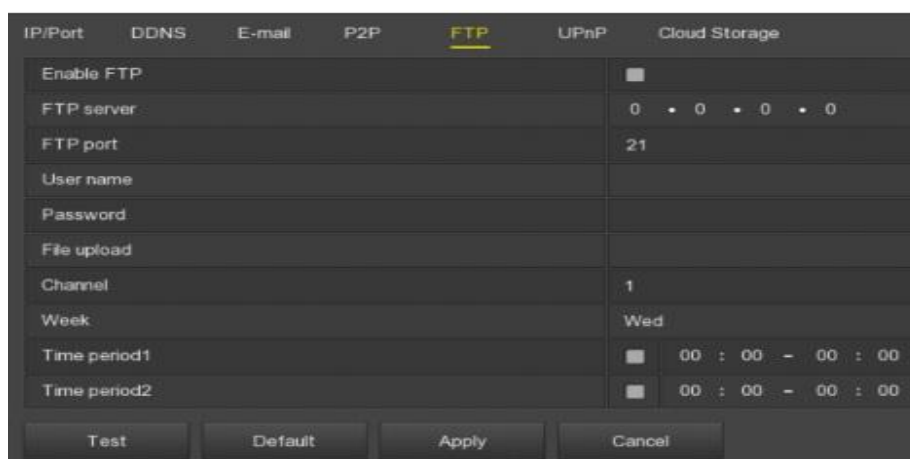 IP/Port DDNS E-mail P2P FTP UPnP Cloud Storage
Enable FTP
FTP server 0 . 0 . 0 . 0
FTP port 21
User name
Password
File upload
Channel 1
Week Wed
Time period1 00 : 00 - 00 : 00
Time period2 00 : 00 - 00 : 00
Test Default Apply Cancel